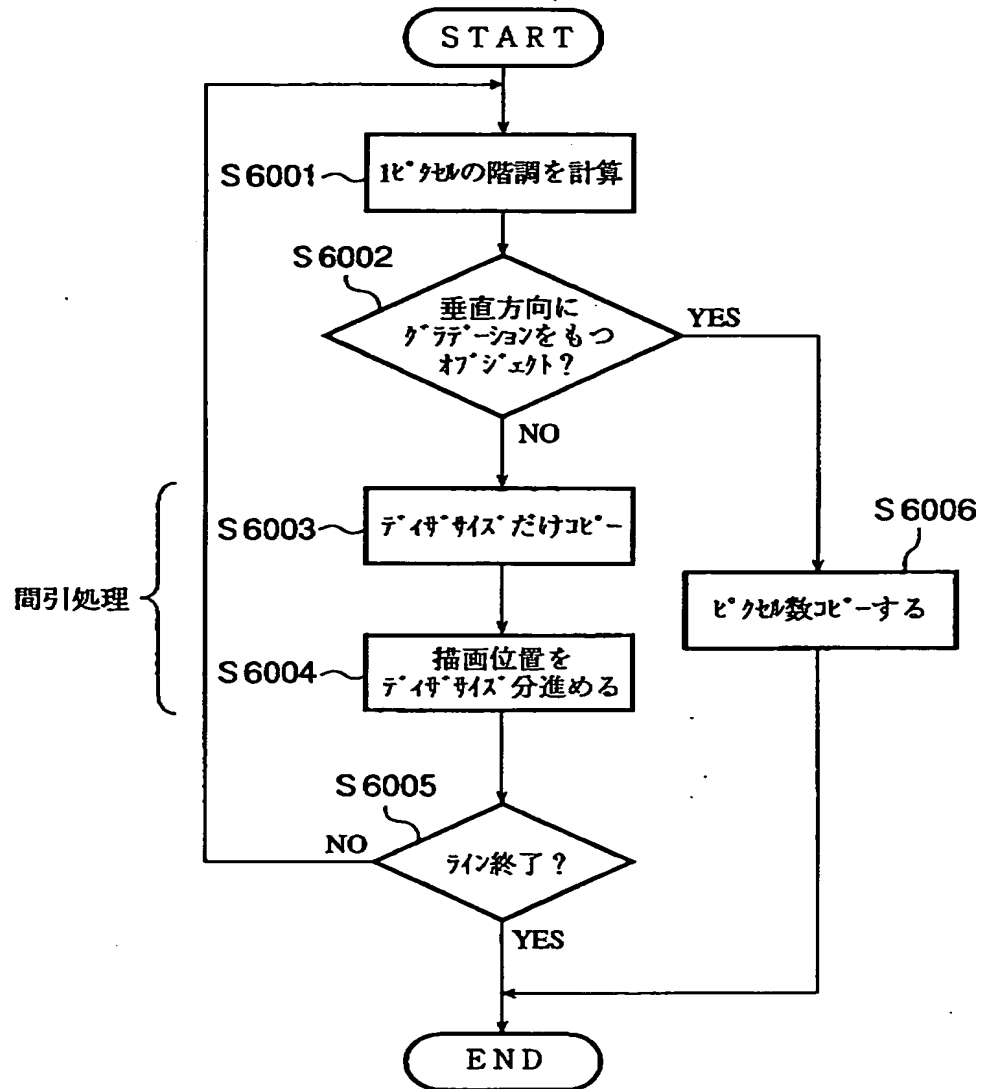 START
S6001
1ﾋﾟｸｾﾙの階調を計算
S6002
垂直方向に
ｸﾞﾗﾃﾞｰｼｮﾝをもつ
ｵﾌﾞｼﾞｪｸﾄ?
YES
NO
S6003
ﾃﾞｨｻﾞｻｲｽﾞだけｺﾋﾟｰ
S6006
ﾋﾟｸｾﾙ数ｺﾋﾟｰする
間引処理
S6004
描画位置を
ﾃﾞｨｻﾞｻｲｽﾞ分進める
S6005
NO
ﾗｲﾝ終了?
YES
END